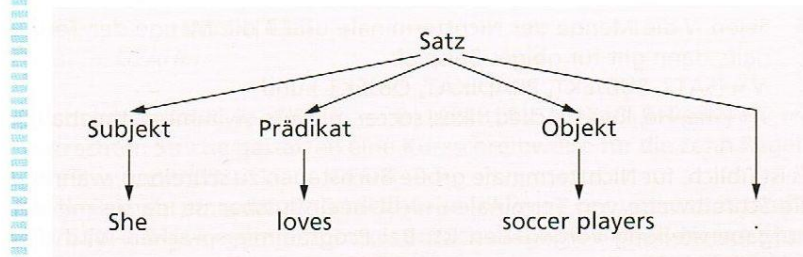 Satz
Subjekt Prädikat Objekt
She loves soccer players .